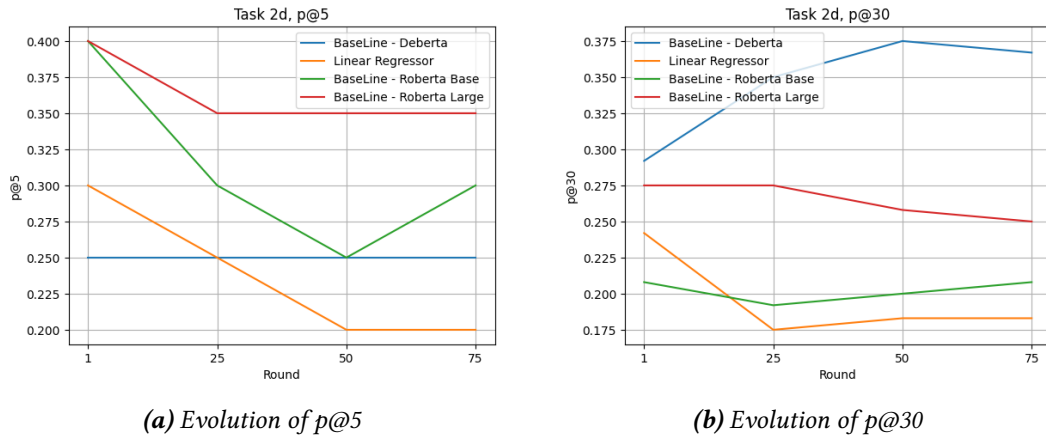 Task 2d, p@5
0.400
0.375
0.350
0.325
0.300
0.275
0.250
0.225
0.200
p@5
BaseLine - Deberta
Linear Regressor
BaseLine - Roberta Base
BaseLine - Roberta Large
1 25 50 75
Round
(a) Evolution of p@5
Task 2d, p@30
0.375
0.350
0.325
0.300
0.275
0.250
0.225
0.200
0.175
p@30
BaseLine - Deberta
Linear Regressor
BaseLine - Roberta Base
BaseLine - Roberta Large
1 25 50 75
Round
(b) Evolution of p@30